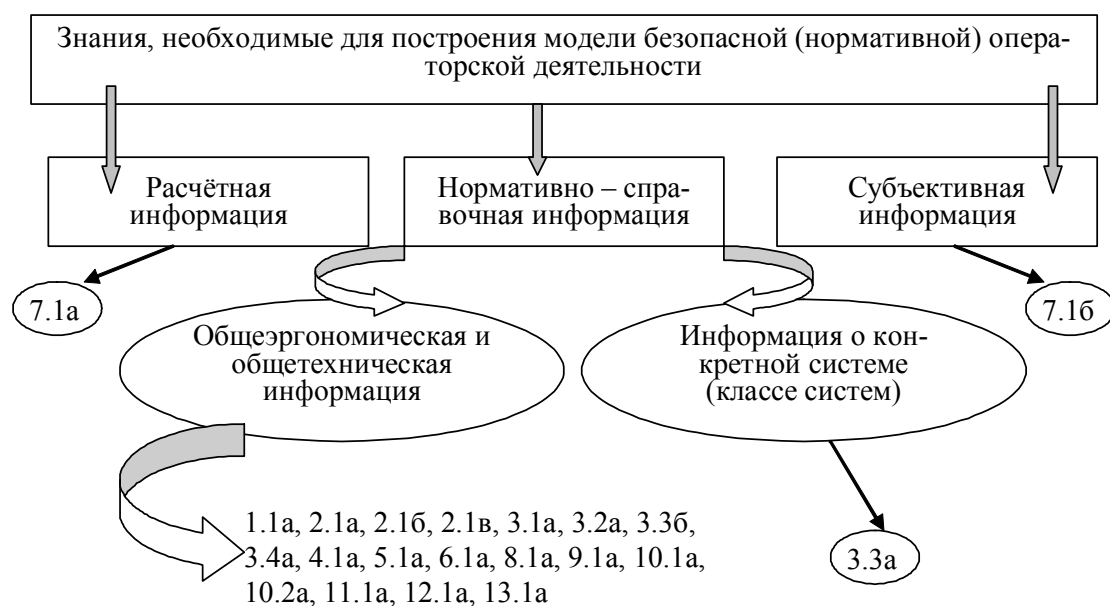 Знания, необходимые для построения модели безопасной (нормативной) опера-
торской деятельности
Расчётная
информация
Нормативно – спра-
вочная информация
Субъективная
информация
7.1а
7.1б
Общеэргономическая и
общетехническая
информация
Информация о кон-
кретной системе
(классе систем)
1.1а, 2.1а, 2.1б, 2.1в, 3.1а, 3.2а, 3.3б,
3.4а, 4.1а, 5.1а, 6.1а, 8.1а, 9.1а, 10.1а,
10.2а, 11.1а, 12.1а, 13.1а
3.3а